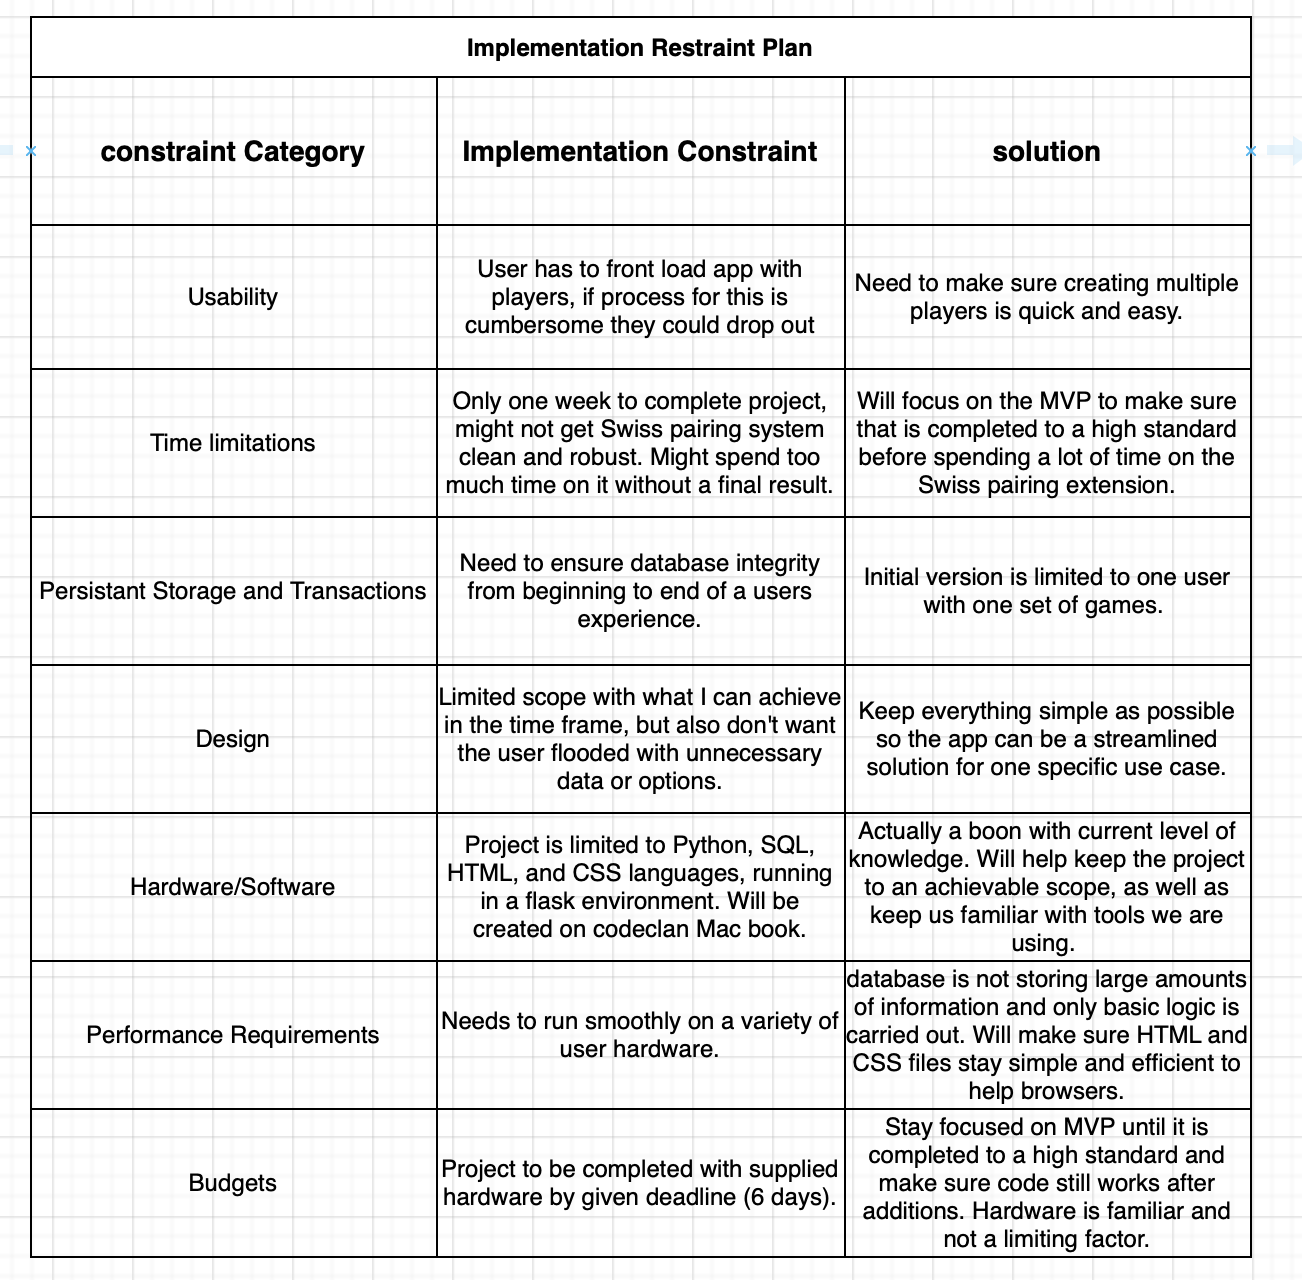 Implementation Restraint Plan
constraint Category
Implementation Constraint
solution
Usability
User has to front load app with
players, if process for this is
cumbersome they could drop out
Need to make sure creating multiple
players is quick and easy.
Time limitations
Only one week to complete project,
might not get Swiss pairing system
clean and robust. Might spend too
much time on it without a final result.
Will focus on the MVP to make sure
that is completed to a high standard
before spending a lot of time on the
Swiss pairing extension.
Persistant Storage and Transactions
Need to ensure database integrity
from beginning to end of a users
experience.
Initial version is limited to one user
with one set of games.
Design
Limited scope with what I can achieve
in the time frame, but also don't want
the user flooded with unnecessary
data or options.
Keep everything simple as possible
so the app can be a streamlined
solution for one specific use case.
Hardware/Software
Project is limited to Python, SQL,
HTML, and CSS languages, running
in a flask environment. Will be
created on codeclan Mac book.
Actually a boon with current level of
knowledge. Will help keep the project
to an achievable scope, as well as
keep us familiar with tools we are
using.
Performance Requirements
Needs to run smoothly on a variety of
user hardware.
database is not storing large amounts
of information and only basic logic is
carried out. Will make sure HTML and
CSS files stay simple and efficient to
help browsers.
Budgets
Project to be completed with supplied
hardware by given deadline (6 days).
Stay focused on MVP until it is
completed to a high standard and
make sure code still works after
additions. Hardware is familiar and
not a limiting factor.